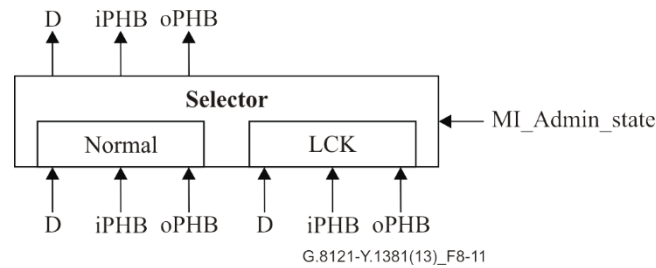 D iPHB oPHB
Selector
MI_Admin_state
Normal LCK
D iPHB oPHB D iPHB oPHB
G.8121-Y.1381(13)_F8-11